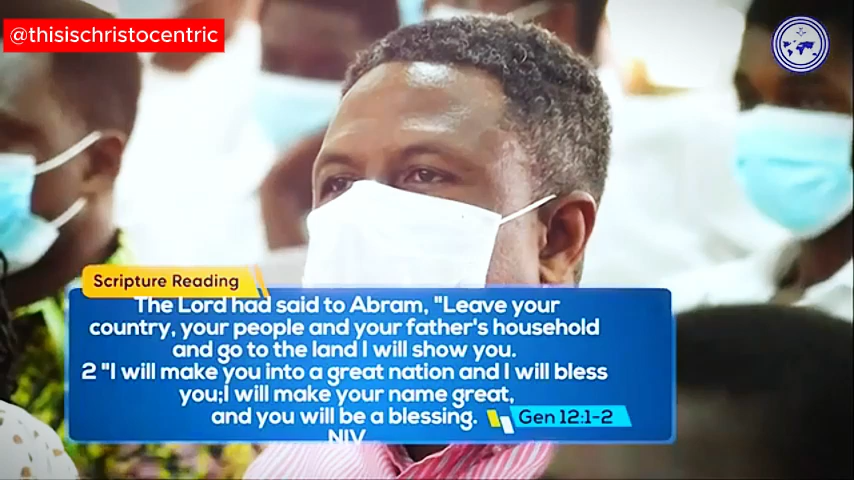 @thisischristocentric
Scripture Reading
The Lord had said to Abram, "Leave your
country, your people and your father's household
and go to the land I will show you.
2 "I will make you into a great nation and I will bless
you;I will make your name great,
and you will be a blessing.
Gen 12:1-2
NIV